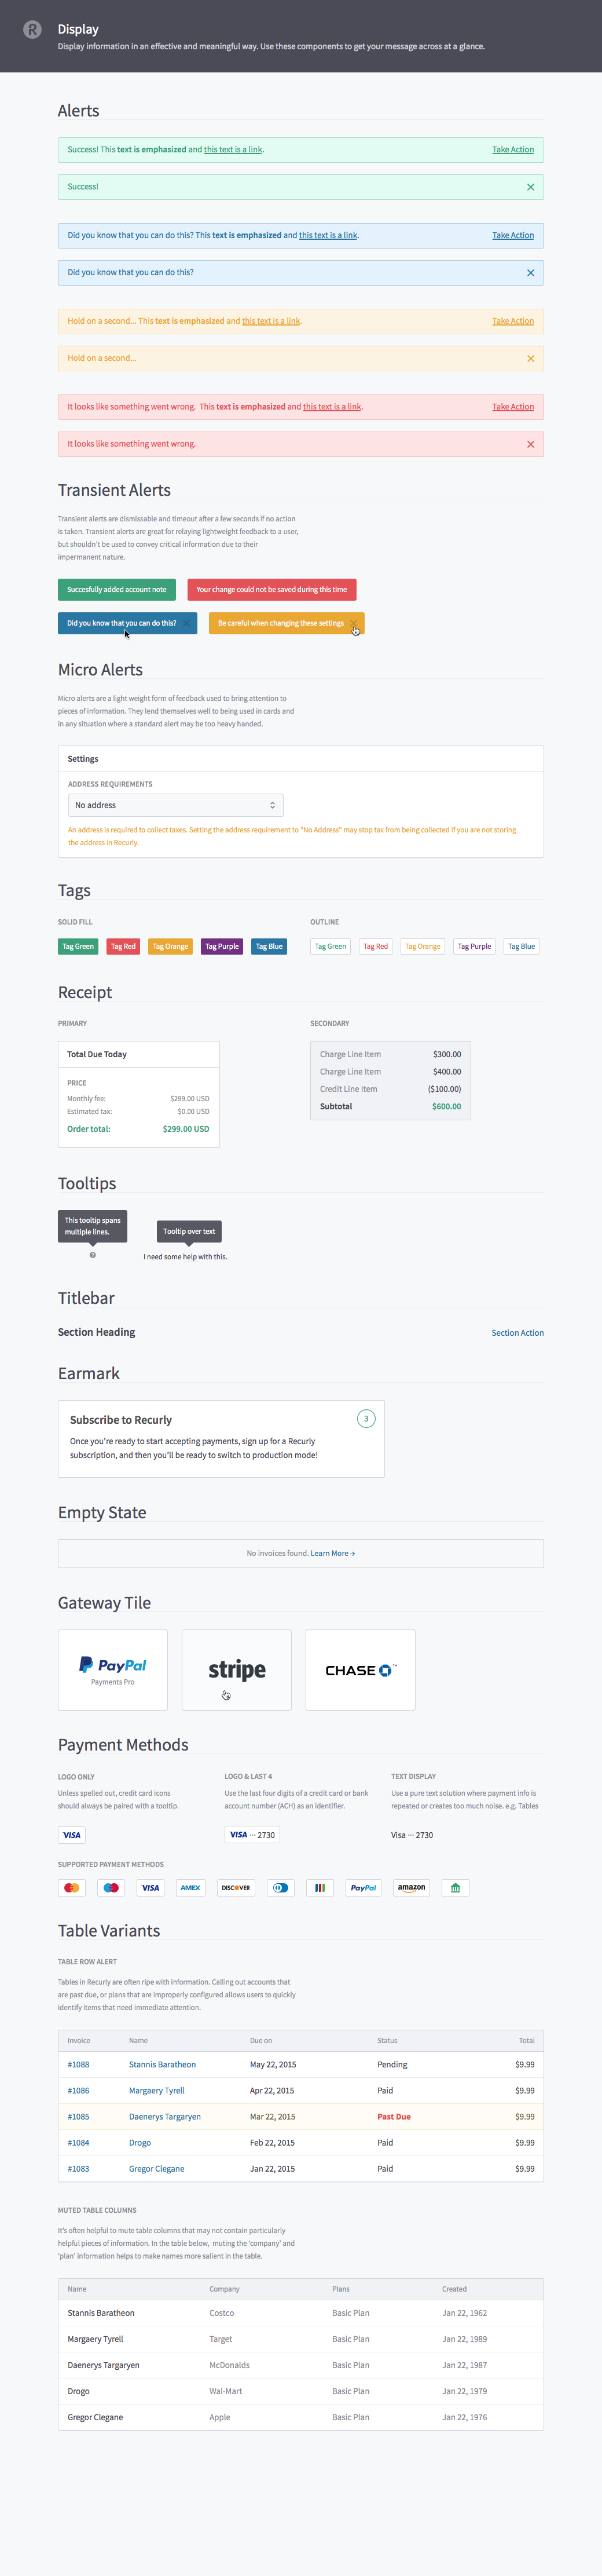 Display
Display information in an effective and meaningful way. Use these components to get your message across at a glance.
Alerts
Success! This text is emphasized and this text is a link. Take Action
Success!
Did you know that you can do this? This text is emphasized and this text is a link. Take Action
Did you know that you can do this?
Hold on a second... This text is emphasized and this text is a link. Take Action
Hold on a second...
It looks like something went wrong. This text is emphasized and this text is a link. Take Action
It looks like something went wrong.
Transient Alerts
Transient alerts are dismassable and timeout after a few seconds if no action
is taken. Transient alerts are great for relaying lightweight feedback to a user,
but shouldn't be used to convey critical information due to their
impermanent nature.
Succesfully added account note
Your change could not be saved during this time
Did you know that you can do this?
Be careful when changing these settings
Micro Alerts
Micro alerts are a light weight form of feedback used to bring attention to
pieces of information. They lend themselves well to being used in cards and
in any situation where a standard alert may be too heavy handed.
Settings
ADDRESS REQUIREMENTS
No address
An address is required to collect taxes. Setting the address requirement to "No Address" may stop tax from being collected if you are not storing
the address in Recurly.
Tags
SOLID FILL
Tag Green Tag Red Tag Orange Tag Purple Tag Blue
OUTLINE
Tag Green Tag Red Tag Orange Tag Purple Tag Blue
Receipt
PRIMARY
Total Due Today
PRICE
Monthly fee: $299.00 USD
Estimated tax: $0.00 USD
Order total: $299.00 USD
SECONDARY
Charge Line Item $300.00
Charge Line Item $400.00
Credit Line Item ($100.00)
Subtotal $600.00
Tooltips
This tooltip spans
multiple lines.
?
Tooltip over text
I need some help with this.
Titlebar
Section Heading Section Action
Earmark
Subscribe to Recurly 3
Once you're ready to start accepting payments, sign up for a Recurly
subscription, and then you'll be ready to switch to production mode!
Empty State
No invoices found. Learn More →
Gateway Tile
PayPal
Payments Pro
stripe
CHASE ™
Payment Methods
LOGO ONLY
Unless spelled out, credit card icons
should always be paired with a tooltip.
VISA
LOGO & LAST 4
Use the last four digits of a credit card or bank
account number (ACH) as an identifier.
VISA ··· 2730
TEXT DISPLAY
Use a pure text solution where payment info is
repeated or creates too much noise. e.g. Tables
Visa ··· 2730
SUPPORTED PAYMENT METHODS
VISA AMEX DISCOVER PayPal amazon
Table Variants
TABLE ROW ALERT
Tables in Recurly are often ripe with information. Calling out accounts that
are past due, or plans that are improperly configured allows users to quickly
identify items that need immediate attention.
Invoice Name Due on Status Total
#1088 Stannis Baratheon May 22, 2015 Pending $9.99
#1086 Margaery Tyrell Apr 22, 2015 Paid $9.99
#1085 Daenerys Targaryen Mar 22, 2015 Past Due $9.99
#1084 Drogo Feb 22, 2015 Paid $9.99
#1083 Gregor Clegane Jan 22, 2015 Paid $9.99
MUTED TABLE COLUMNS
It's often helpful to mute table columns that may not contain particularly
helpful pieces of information. In the table below, muting the 'company' and
'plan' information helps to make names more salient in the table.
Name Company Plans Created
Stannis Baratheon Costco Basic Plan Jan 22, 1962
Margaery Tyrell Target Basic Plan Jan 22, 1989
Daenerys Targaryen McDonalds Basic Plan Jan 22, 1987
Drogo Wal-Mart Basic Plan Jan 22, 1979
Gregor Clegane Apple Basic Plan Jan 22, 1976